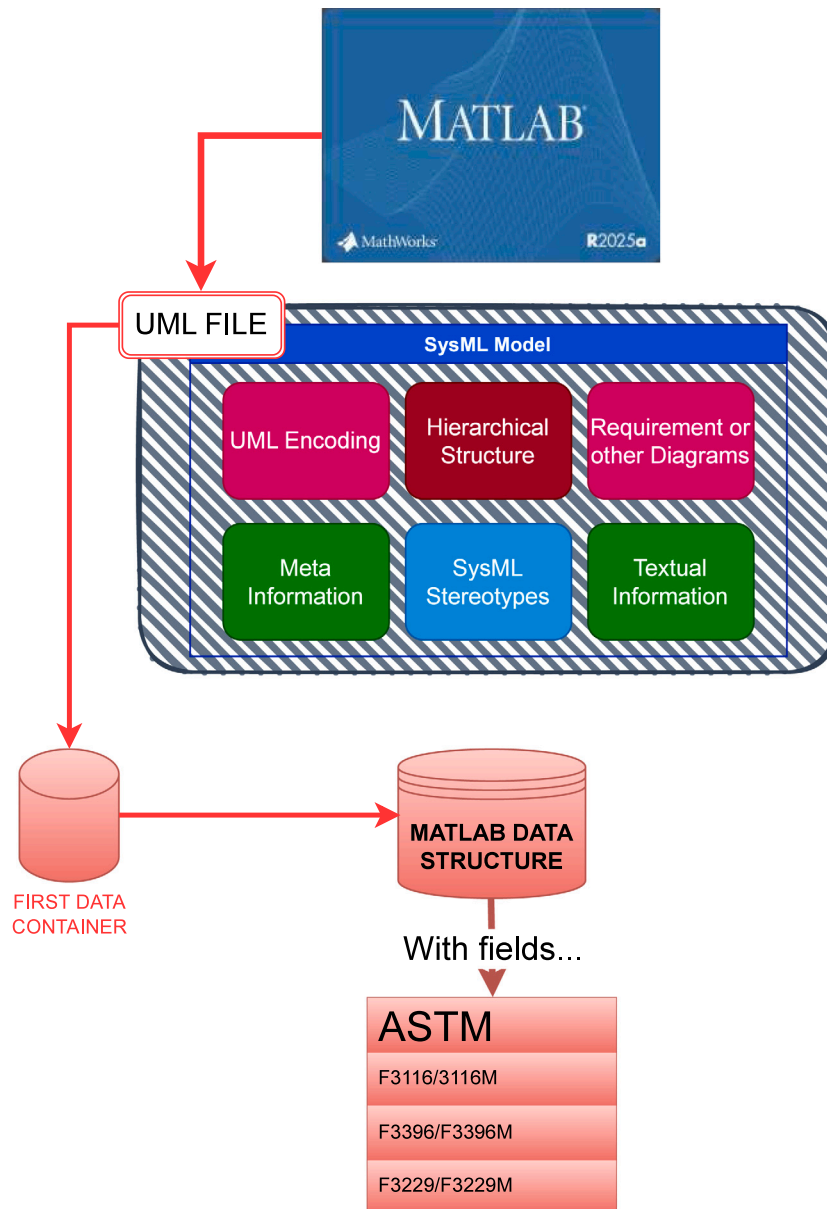 MATLAB®
MathWorks®
R2025a
UML FILE
SysML Model
UML Encoding
Hierarchical
Structure
Requirement or
other Diagrams
Meta
Information
SysML
Stereotypes
Textual
Information
FIRST DATA
CONTAINER
MATLAB DATA
STRUCTURE
With fields...
ASTM
F3116/3116M
F3396/F3396M
F3229/F3229M